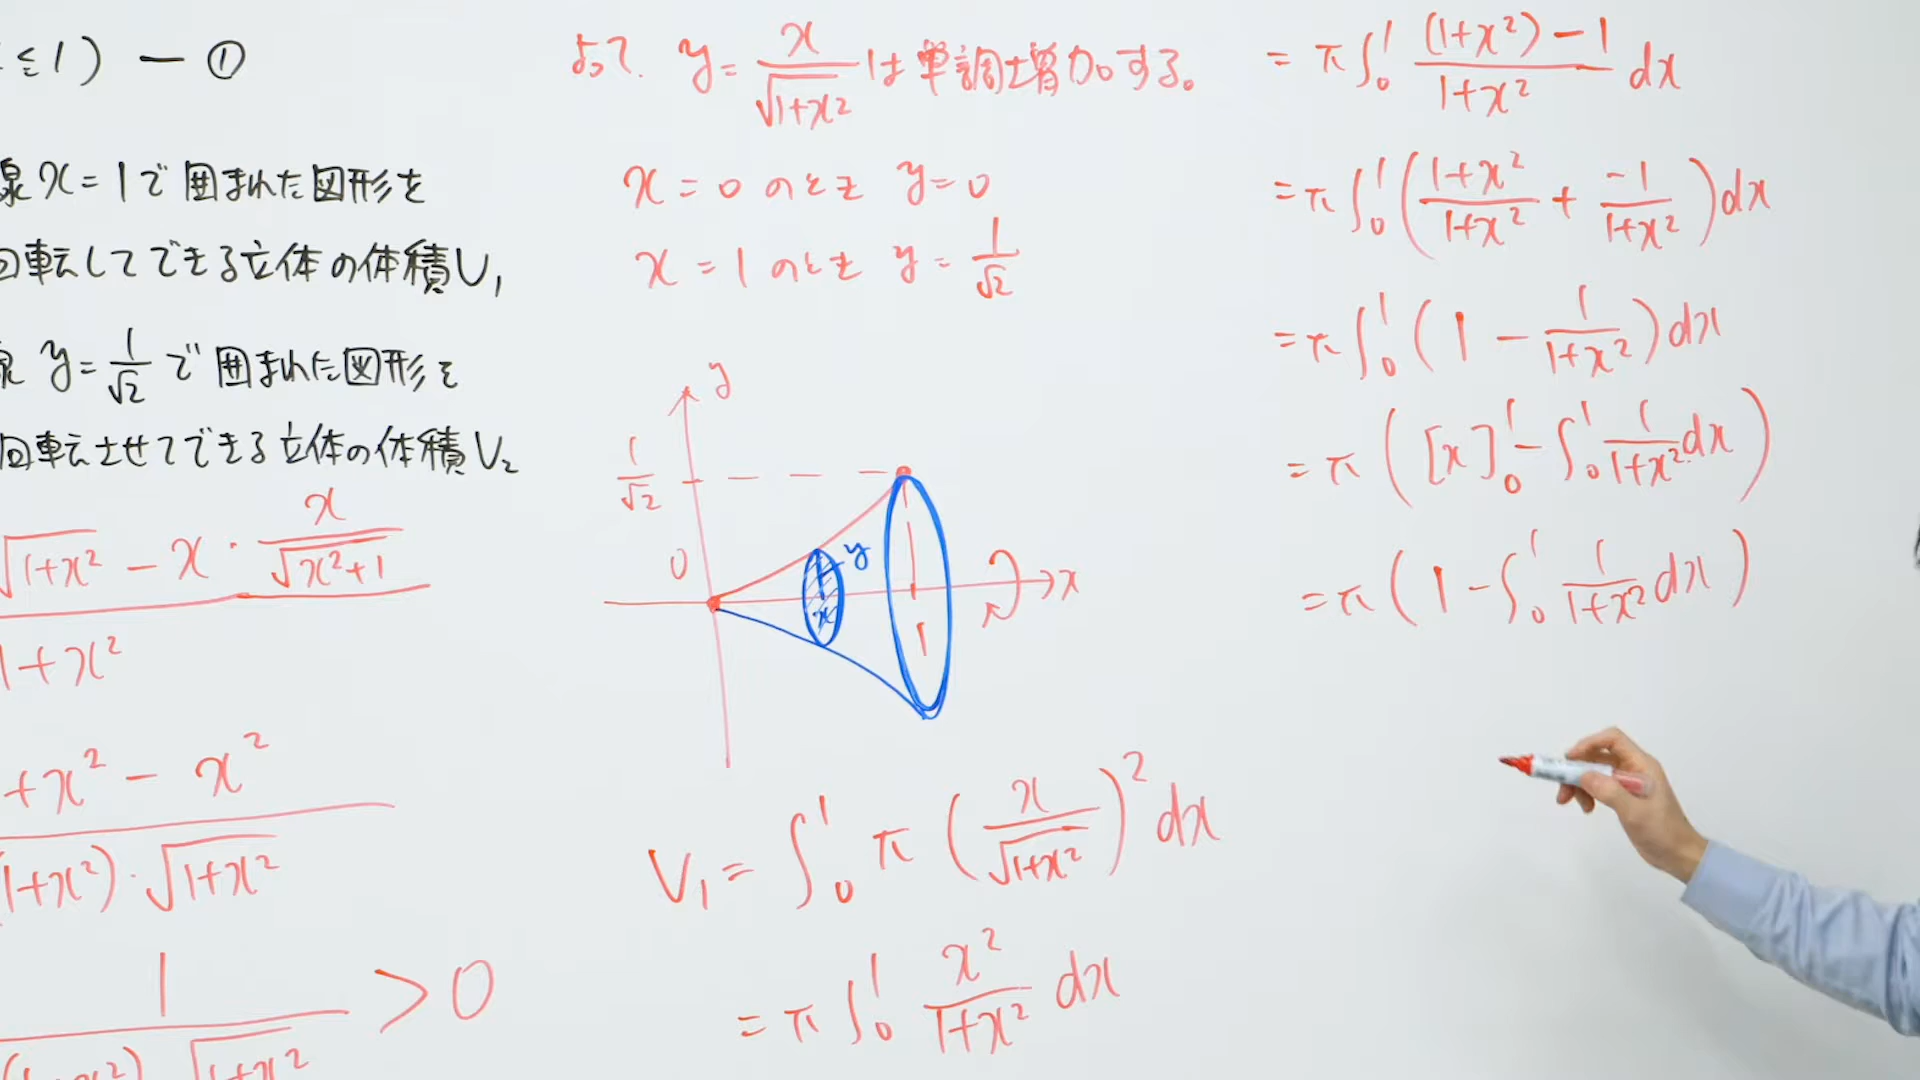 ≦1) ー ①
線 x=1で囲まれた図形を
回転してできる立体の体積V₁
y=1/√2 で囲まれた図形を
回転させてできる立体の体積V₂
√(1+x²) − x・x/√(x²+1)
1+x²
+x² − x²
(1+x²)・√(1+x²)
1 > 0
√(1+x²)
よって、y= x/√(1+x²) は単調増加する。
x=0 のとき y=0
x=1 のとき y= 1/√2
y
1/√2
0
y
x
x
1
V₁ = ∫₀¹ π (x/√(1+x²))² dx
= π ∫₀¹ x²/(1+x²) dx
= π ∫₀¹ ((1+x²)−1)/(1+x²) dx
= π ∫₀¹ ((1+x²)/(1+x²) + (−1)/(1+x²)) dx
= π ∫₀¹ (1 − 1/(1+x²)) dx
= π ([x]₀¹ − ∫₀¹ 1/(1+x²) dx)
= π (1 − ∫₀¹ 1/(1+x²) dx)